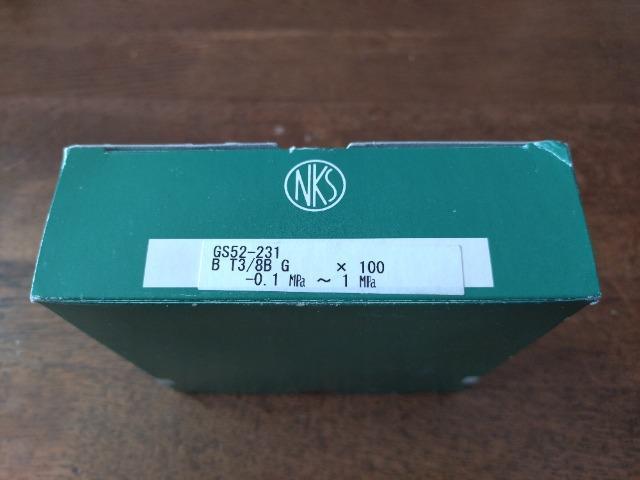 NKS
GS52-231
B T3/8B G × 100
-0.1 ㎫ ～ 1 ㎫